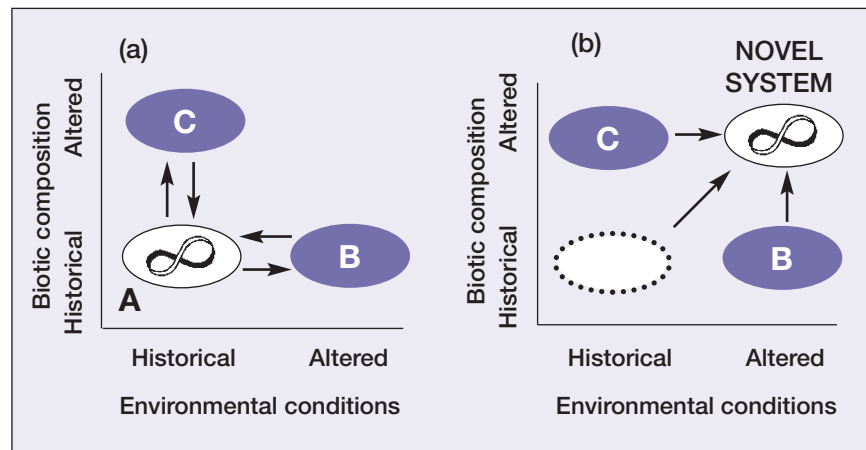 (a)
Altered
C
Biotic composition
Historical
A
B
Historical Altered
Environmental conditions
(b)
NOVEL
SYSTEM
Altered
C
Biotic composition
Historical
B
Historical Altered
Environmental conditions